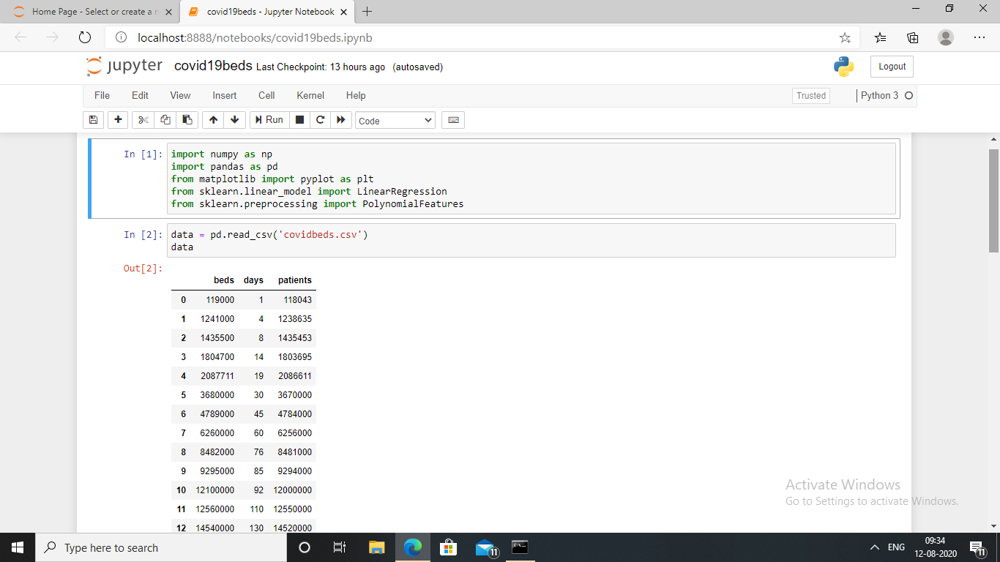 Home Page - Select or create a n
covid19beds - Jupyter Notebook
localhost:8888/notebooks/covid19beds.ipynb
jupyter covid19beds Last Checkpoint: 13 hours ago (autosaved)
Logout
File Edit View Insert Cell Kernel Help
Trusted
Python 3
Run
Code
In [1]: import numpy as np
import pandas as pd
from matplotlib import pyplot as plt
from sklearn.linear_model import LinearRegression
from sklearn.preprocessing import PolynomialFeatures
In [2]: data = pd.read_csv('covidbeds.csv')
data
Out[2]:
beds days patients
0 119000 1 118043
1 1241000 4 1238635
2 1435500 8 1435453
3 1804700 14 1803695
4 2087711 19 2086611
5 3680000 30 3670000
6 4789000 45 4784000
7 6260000 60 6256000
8 8482000 76 8481000
9 9295000 85 9294000
10 12100000 92 12000000
11 12560000 110 12550000
12 14540000 130 14520000
Activate Windows
Go to Settings to activate Windows.
Type here to search
11
ENG
09:34
12-08-2020
11